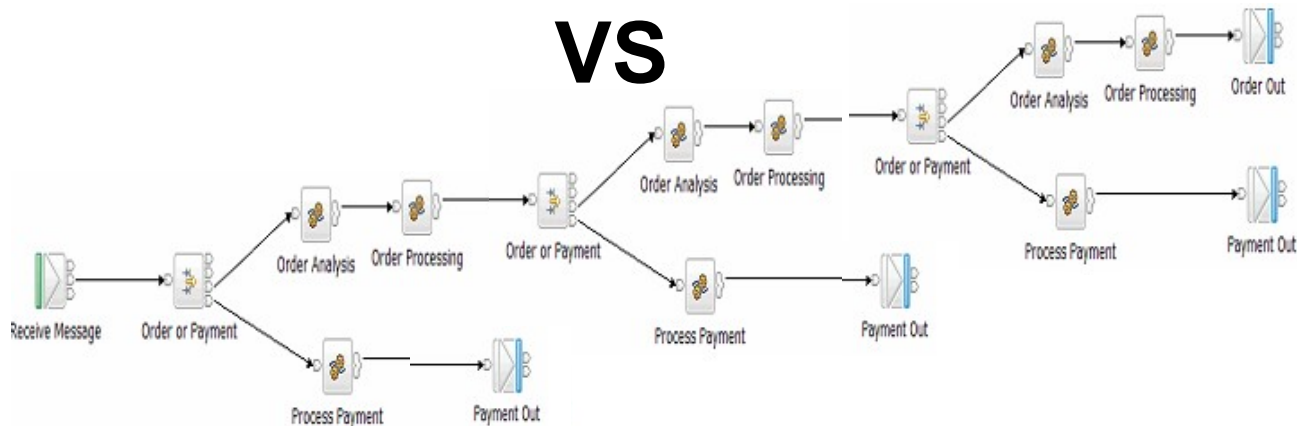 VS
Order Analysis
Order Processing
Order Out
Order or Payment
Order Analysis
Order Processing
Process Payment
Payment Out
Order or Payment
Order Analysis
Order Processing
Process Payment
Payment Out
Receive Message
Order or Payment
Process Payment
Payment Out